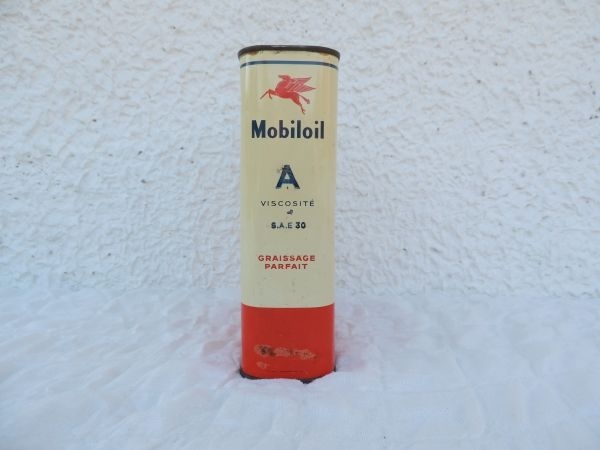 Mobiloil
A
VISCOSITÉ
S.A.E 30
GRAISSAGE
PARFAIT